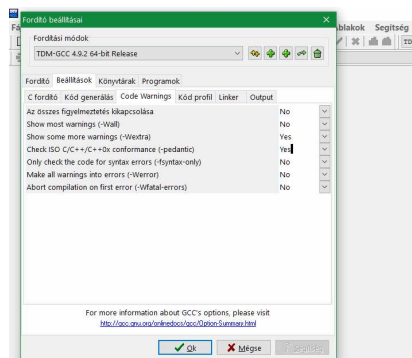 Fordító beállításai
Fá
blakok Segítség
Fordítási módok
TDM-GCC 4.9.2 64-bit Release
TD
Fordító Beállítások Könyvtárak Programok
C fordító Kód generálás Code Warnings Kód profil Linker Output
Az összes figyelmeztetés kikapcsolása No
Show most warnings (-Wall) No
Show some more warnings (-Wextra) Yes
Check ISO C/C++/C++0x conformance (-pedantic) Yes
Only check the code for syntax errors (-fsyntax-only) No
Make all warnings into errors (-Werror) No
Abort compilation on first error (-Wfatal-errors) No
For more information about GCC's options, please visit
http://gcc.gnu.org/onlinedocs/gcc/Option-Summary.html
Ok Mégse Segítség